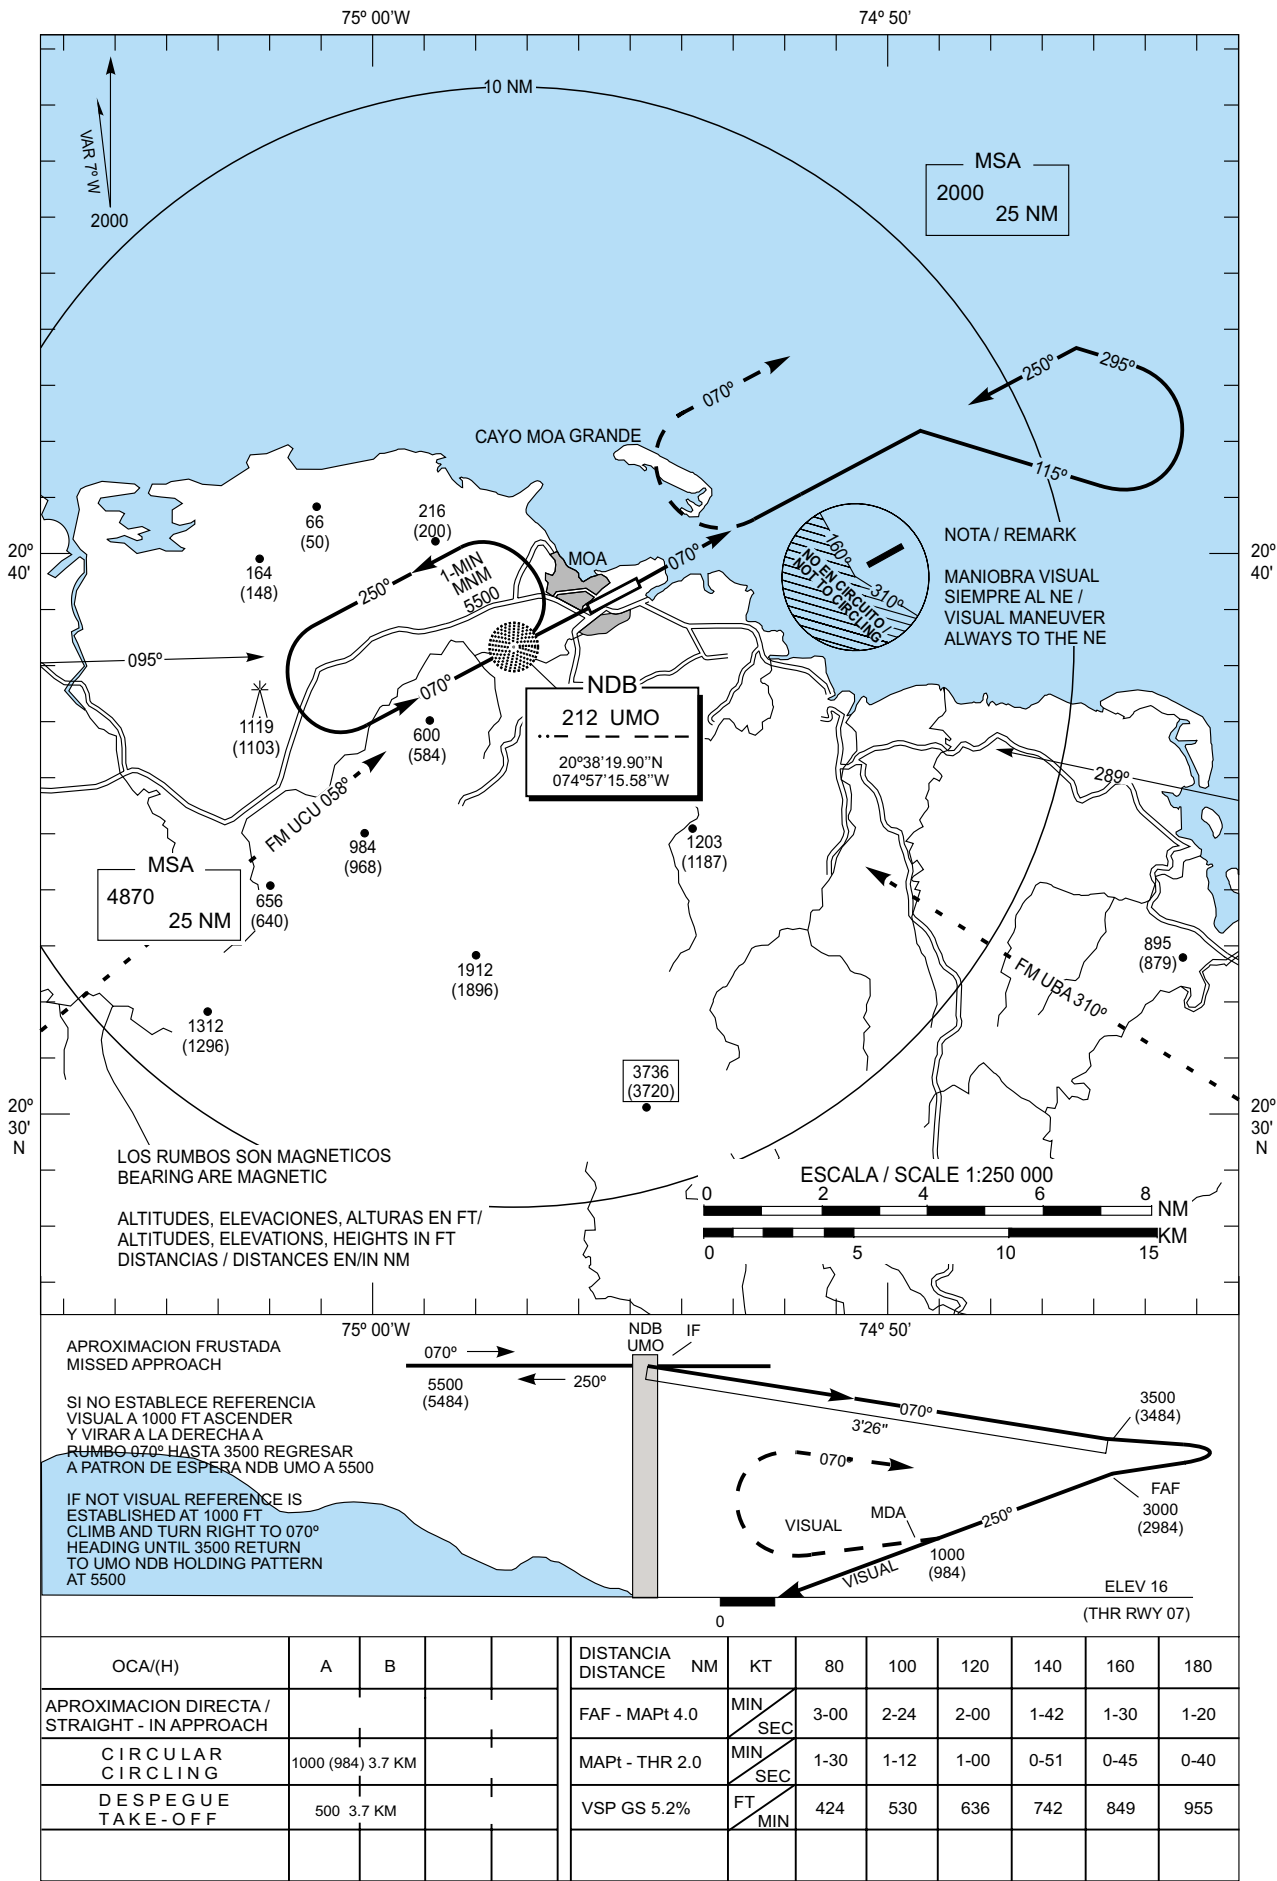 75º 00'W
74º 50'
10 NM
VAR 7º W
2000
MSA
2000
25 NM
250º
295º
070º
CAYO MOA GRANDE
115º
66
(50)
216
(200)
NOTA / REMARK
20º
40'
164
(148)
1-MIN
MNM
5500
MOA
070º
160º
NO EN CIRCUITO /
NOT TO CIRCLING
310º
MANIOBRA VISUAL
SIEMPRE AL NE /
VISUAL MANEUVER
ALWAYS TO THE NE
20º
40'
250º
095º
070º
1119
(1103)
600
(584)
NDB
212 UMO
20º38'19.90"N
074º57'15.58"W
289º
FM UCU 058º
984
(968)
1203
(1187)
MSA
4870
25 NM
656
(640)
895
(879)
1912
(1896)
FM UBA 310º
1312
(1296)
3736
(3720)
20º
30'
N
20º
30'
N
LOS RUMBOS SON MAGNETICOS
BEARING ARE MAGNETIC
ESCALA / SCALE 1:250 000
0 2 4 6 8 NM
ALTITUDES, ELEVACIONES, ALTURAS EN FT/
ALTITUDES, ELEVATIONS, HEIGHTS IN FT
DISTANCIAS / DISTANCES EN/IN NM
KM
0 5 10 15
75º 00'W
74º 50'
APROXIMACION FRUSTADA
MISSED APPROACH
SI NO ESTABLECE REFERENCIA
VISUAL A 1000 FT ASCENDER
Y VIRAR A LA DERECHA A
RUMBO 070º HASTA 3500 REGRESAR
A PATRON DE ESPERA NDB UMO A 5500
IF NOT VISUAL REFERENCE IS
ESTABLISHED AT 1000 FT
CLIMB AND TURN RIGHT TO 070º
HEADING UNTIL 3500 RETURN
TO UMO NDB HOLDING PATTERN
AT 5500
070º
5500
(5484)
250º
NDB
UMO
IF
070º
3'26"
3500
(3484)
070º
FAF
3000
(2984)
VISUAL
MDA
250º
1000
(984)
VISUAL
ELEV 16
(THR RWY 07)
0
OCA/(H) A B
APROXIMACION DIRECTA /
STRAIGHT - IN APPROACH
CIRCULAR
CIRCLING
1000 (984) 3.7 KM
DESPEGUE
TAKE-OFF
500 3.7 KM
DISTANCIA
DISTANCE NM KT 80 100 120 140 160 180
FAF - MAPt 4.0 MIN SEC 3-00 2-24 2-00 1-42 1-30 1-20
MAPt - THR 2.0 MIN SEC 1-30 1-12 1-00 0-51 0-45 0-40
VSP GS 5.2% FT MIN 424 530 636 742 849 955